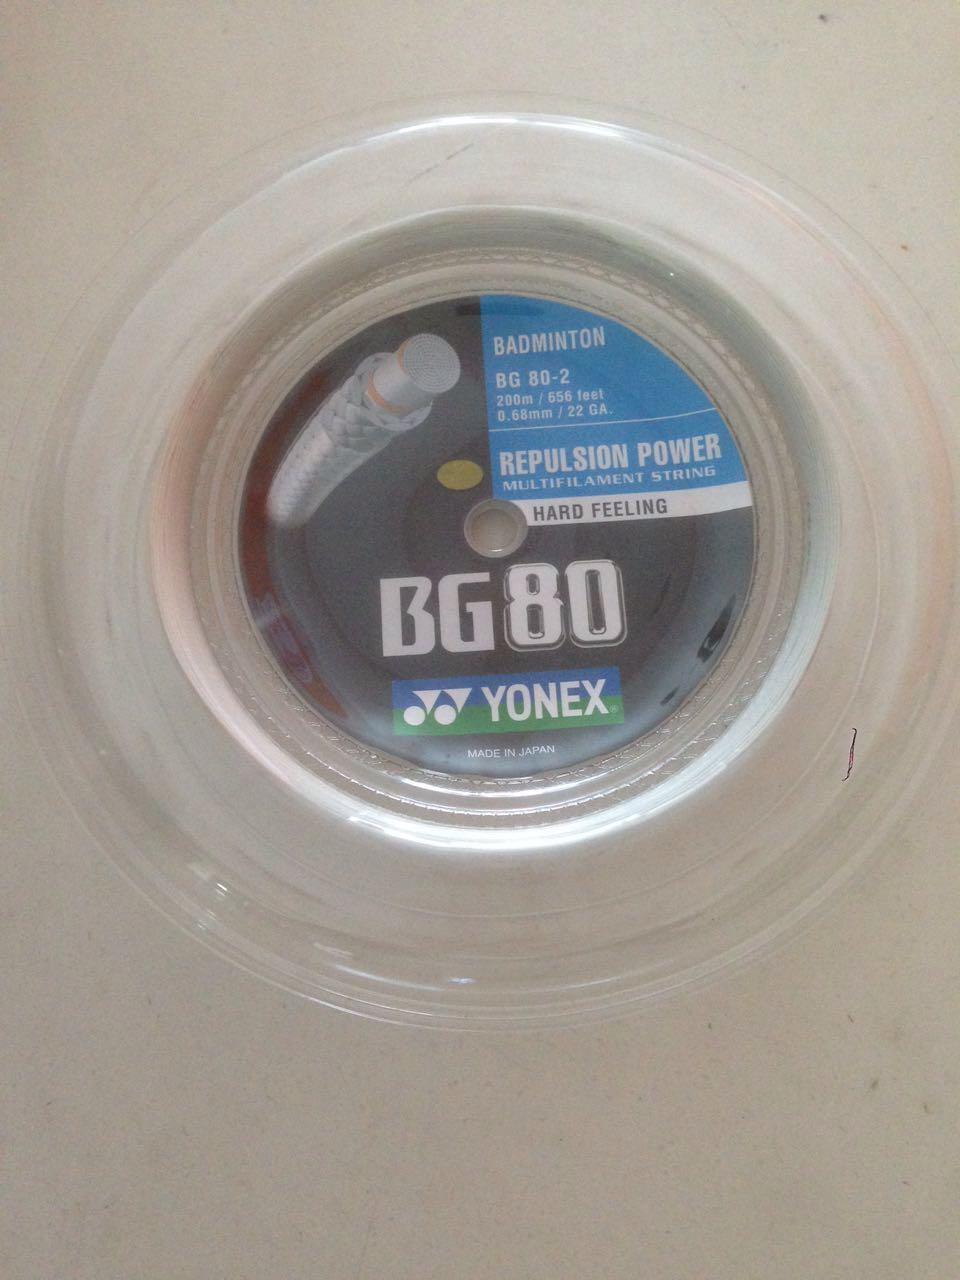 BADMINTON
BG 80-2
200m / 656 feet
0.68mm / 22 GA.
REPULSION POWER
MULTIFILAMENT STRING
HARD FEELING
BG80
YONEX®
MADE IN JAPAN